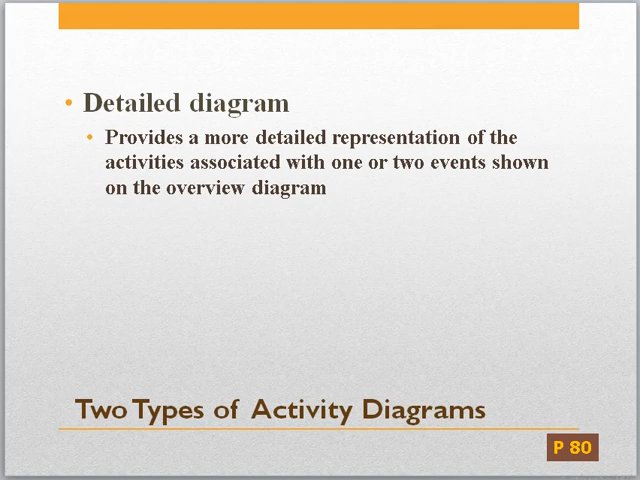 • Detailed diagram
• Provides a more detailed representation of the
activities associated with one or two events shown
on the overview diagram
Two Types of Activity Diagrams
P 80